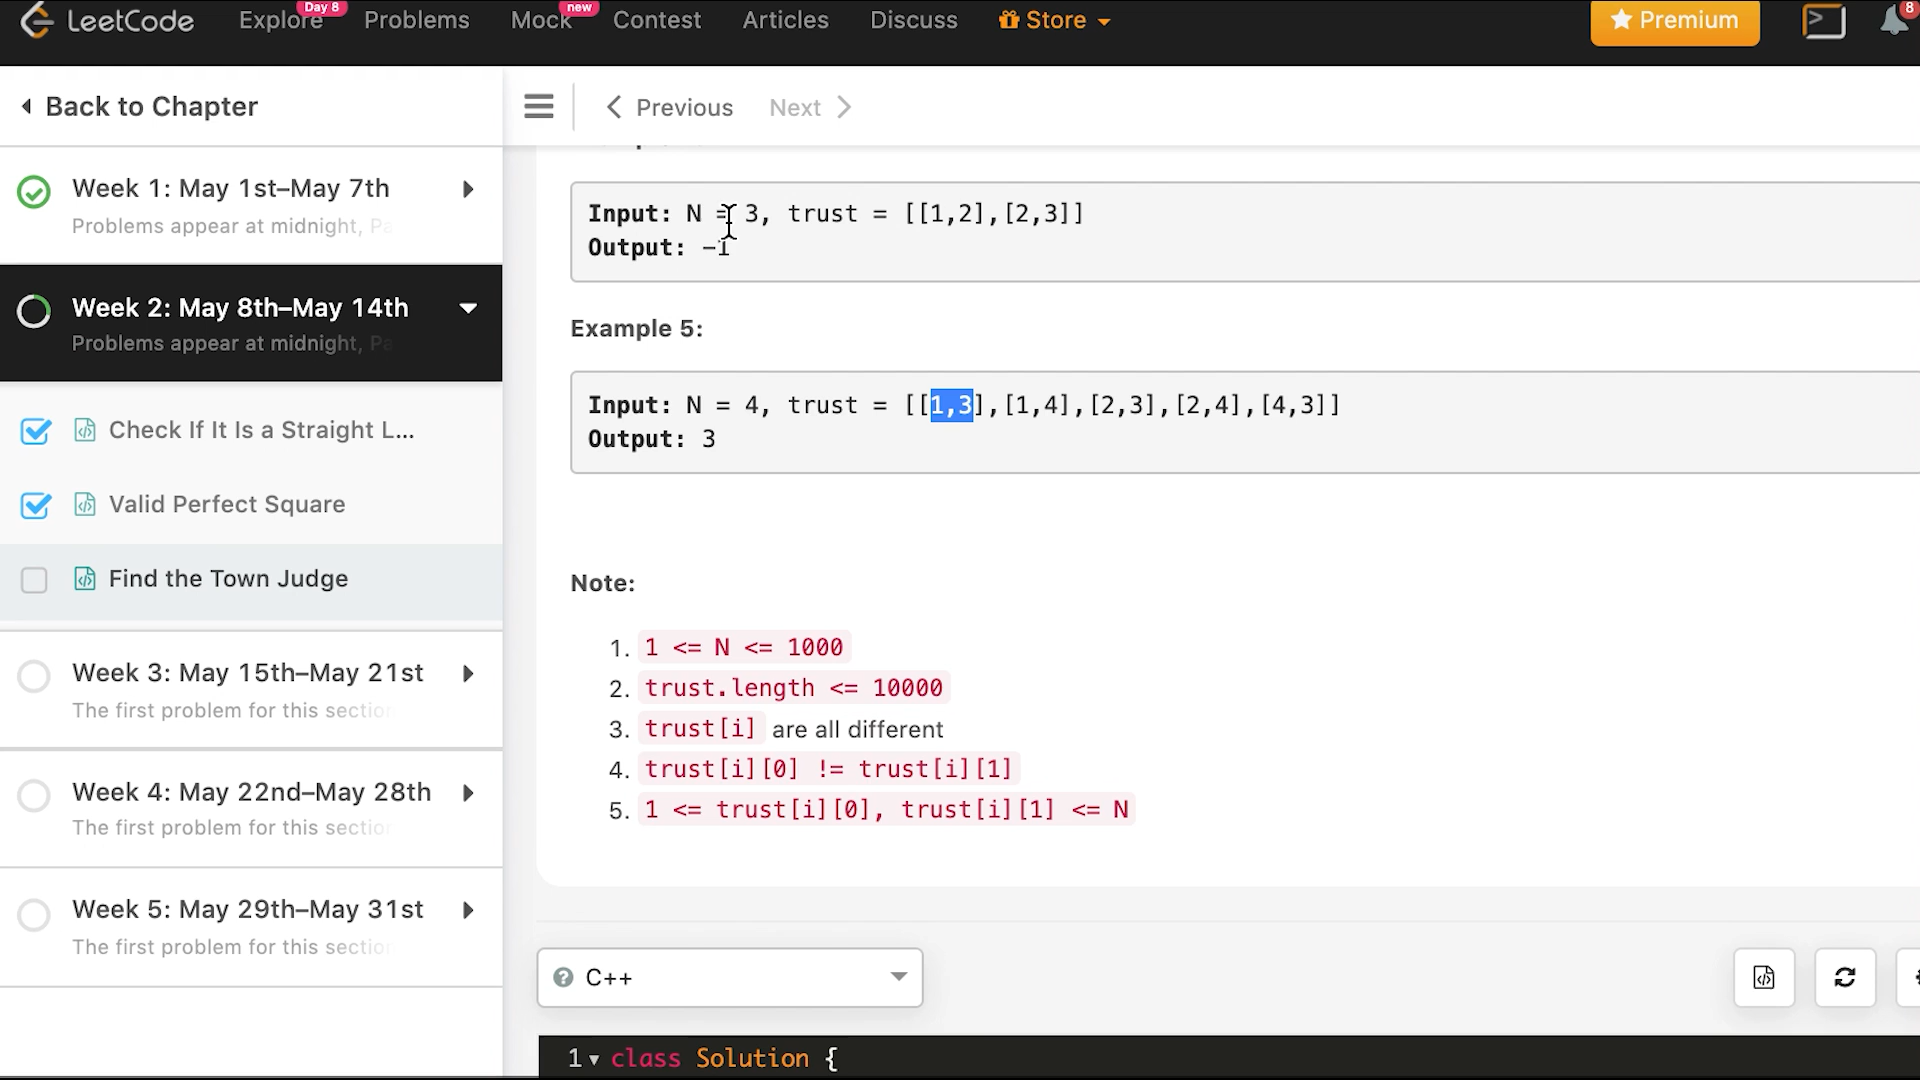 LeetCode
Explore
Day 8
Problems
Mock
new
Contest
Articles
Discuss
Store
Premium
8
Back to Chapter
Previous
Next
Week 1: May 1st–May 7th
Problems appear at midnight, Pa
Week 2: May 8th–May 14th
Problems appear at midnight, Pa
Check If It Is a Straight L...
Valid Perfect Square
Find the Town Judge
Week 3: May 15th–May 21st
The first problem for this section
Week 4: May 22nd–May 28th
The first problem for this section
Week 5: May 29th–May 31st
The first problem for this section
Input: N = 3, trust = [[1,2],[2,3]]
Output: -1
Example 5:
Input: N = 4, trust = [[1,3],[1,4],[2,3],[2,4],[4,3]]
Output: 3
Note:
1. 1 <= N <= 1000
2. trust.length <= 10000
3. trust[i] are all different
4. trust[i][0] != trust[i][1]
5. 1 <= trust[i][0], trust[i][1] <= N
C++
1 class Solution {